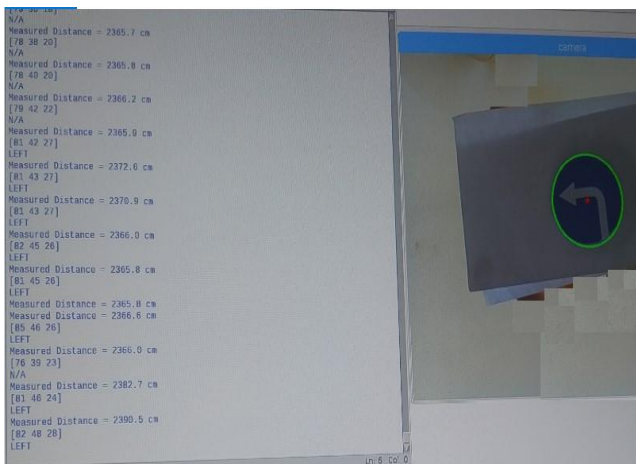 N/A
Measured Distance = 2365.7 cm
[78 38 20]
N/A
Measured Distance = 2365.8 cm
[78 40 20]
N/A
Measured Distance = 2366.2 cm
[79 42 22]
N/A
Measured Distance = 2365.9 cm
[81 42 27]
LEFT
Measured Distance = 2372.6 cm
[81 43 27]
LEFT
Measured Distance = 2370.9 cm
[81 43 27]
LEFT
Measured Distance = 2366.0 cm
[82 45 26]
LEFT
Measured Distance = 2365.8 cm
[81 45 26]
LEFT
Measured Distance = 2365.8 cm
Measured Distance = 2366.6 cm
[85 46 26]
LEFT
Measured Distance = 2366.0 cm
[76 39 23]
N/A
Measured Distance = 2382.7 cm
[81 46 24]
LEFT
Measured Distance = 2390.5 cm
[82 48 28]
LEFT
Ln: 6 Col: 0
camera